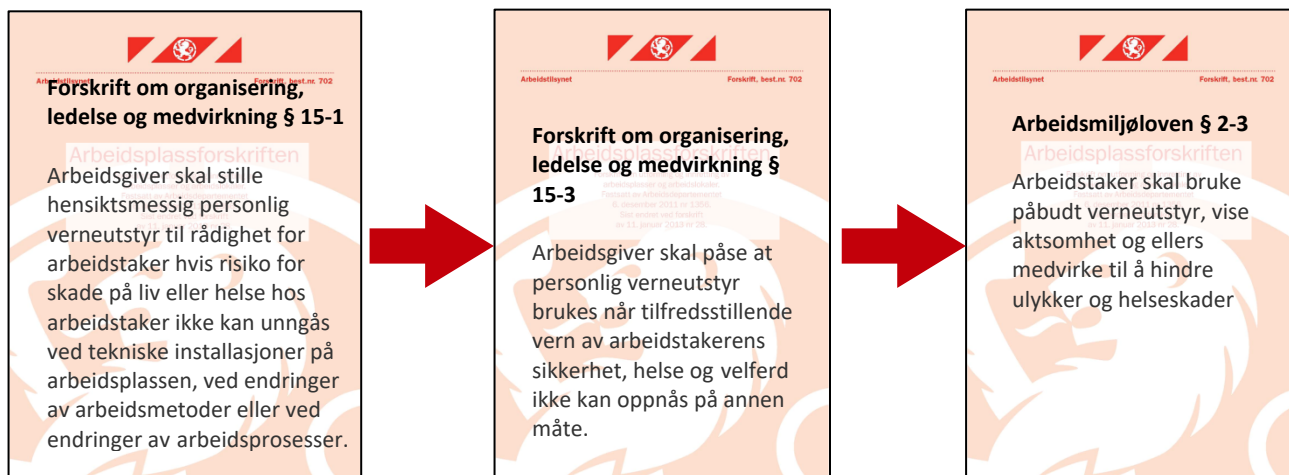 Arbeidstilsynet Forskrift, best.nr. 702
Forskrift om organisering,
ledelse og medvirkning § 15-1
Arbeidsplassforskriften
Arbeidsgiver skal stille
hensiktsmessig personlig
verneutstyr til rådighet for
arbeidstaker hvis risiko for
skade på liv eller helse hos
arbeidstaker ikke kan unngås
ved tekniske installasjoner på
arbeidsplassen, ved endringer
av arbeidsmetoder eller ved
endringer av arbeidsprosesser.
Arbeidstilsynet Forskrift, best.nr. 702
Forskrift om organisering,
ledelse og medvirkning §
15-3
Arbeidsplassforskriften
Arbeidsgiver skal påse at
personlig verneutstyr
brukes når tilfredsstillende
vern av arbeidstakerens
sikkerhet, helse og velferd
ikke kan oppnås på annen
måte.
Arbeidstilsynet Forskrift, best.nr. 702
Arbeidsmiljøloven § 2-3
Arbeidsplassforskriften
Arbeidstaker skal bruke
påbudt verneutstyr, vise
aktsomhet og ellers
medvirke til å hindre
ulykker og helseskader